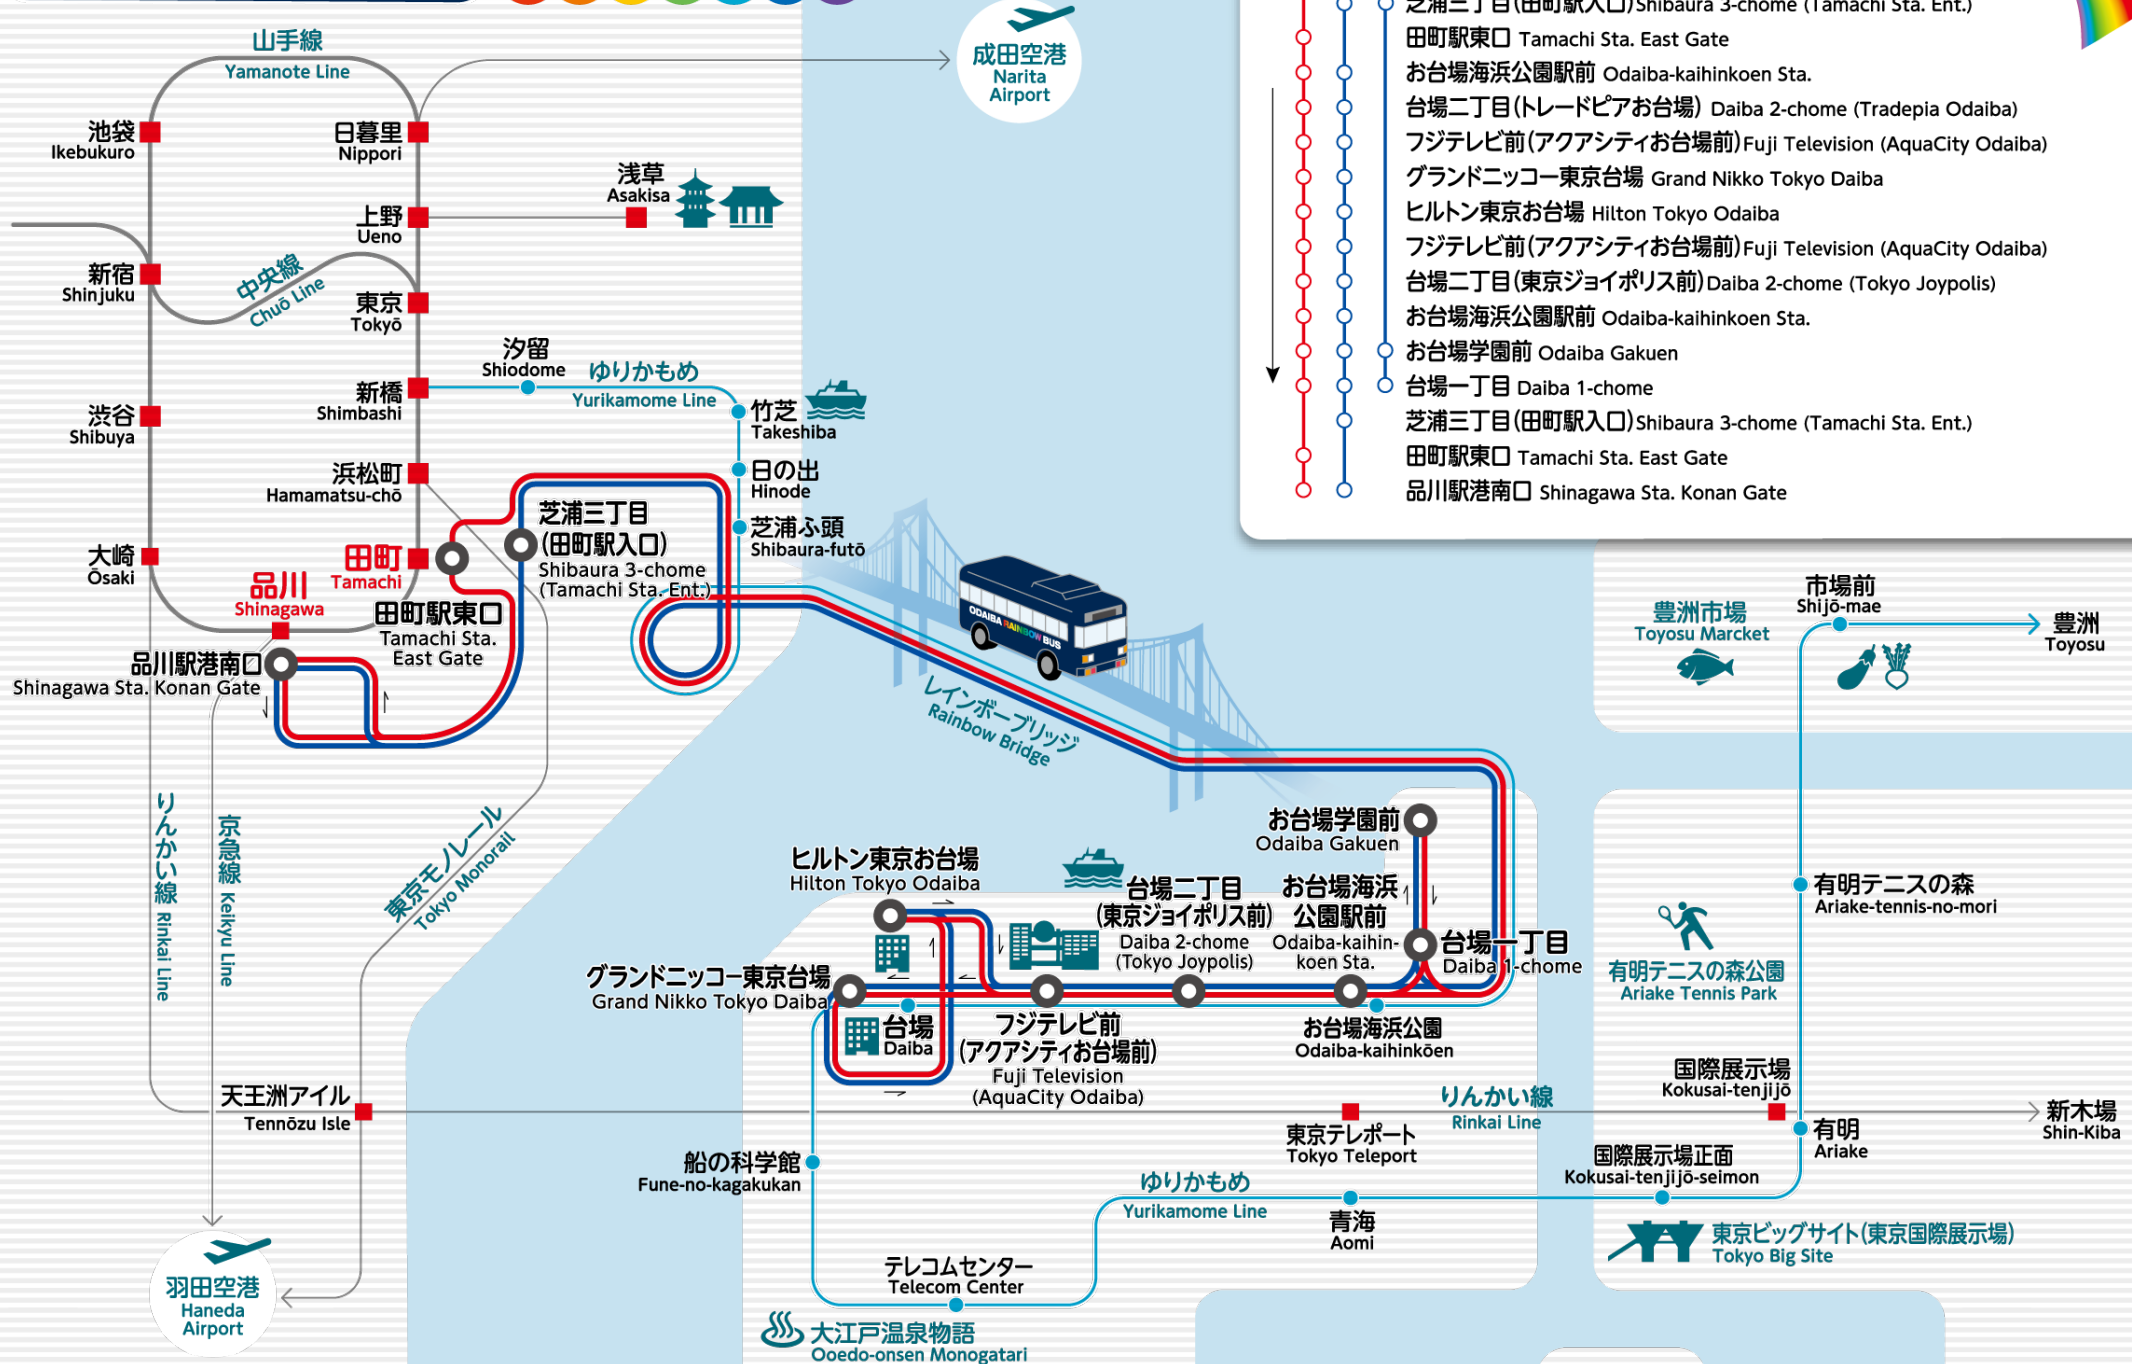 山手線
Yamanote Line
池袋
Ikebukuro
日暮里
Nippori
成田空港
Narita
Airport
浅草
Asakisa
上野
Ueno
新宿
Shinjuku
中央線
Chuō Line
東京
Tokyō
汐留
Shiodome
ゆりかもめ
Yurikamome Line
新橋
Shimbashi
竹芝
Takeshiba
渋谷
Shibuya
浜松町
Hamamatsu-chō
日の出
Hinode
芝浦三丁目
(田町駅入口)
Shibaura 3-chome
(Tamachi Sta. Ent.)
芝浦ふ頭
Shibaura-futō
大崎
Ōsaki
田町
Tamachi
品川
Shinagawa
田町駅東口
Tamachi Sta.
East Gate
品川駅港南口
Shinagawa Sta. Konan Gate
ODAIBA RAINBOW BUS
レインボーブリッジ
Rainbow Bridge
芝浦三丁目(田町駅入口)Shibaura 3-chome (Tamachi Sta. Ent.)
田町駅東口 Tamachi Sta. East Gate
お台場海浜公園駅前 Odaiba-kaihinkoen Sta.
台場二丁目(トレードピアお台場) Daiba 2-chome (Tradepia Odaiba)
フジテレビ前(アクアシティお台場前)Fuji Television (AquaCity Odaiba)
グランドニッコー東京台場 Grand Nikko Tokyo Daiba
ヒルトン東京お台場 Hilton Tokyo Odaiba
フジテレビ前(アクアシティお台場前)Fuji Television (AquaCity Odaiba)
台場二丁目(東京ジョイポリス前)Daiba 2-chome (Tokyo Joypolis)
お台場海浜公園駅前 Odaiba-kaihinkoen Sta.
お台場学園前 Odaiba Gakuen
台場一丁目 Daiba 1-chome
芝浦三丁目(田町駅入口)Shibaura 3-chome (Tamachi Sta. Ent.)
田町駅東口 Tamachi Sta. East Gate
品川駅港南口 Shinagawa Sta. Konan Gate
豊洲市場
Toyosu Marcket
市場前
Shijō-mae
豊洲
Toyosu
りんかい線 Rinkai Line
京急線 Keikyu Line
東京モノレール
Tokyo Monorail
お台場学園前
Odaiba Gakuen
ヒルトン東京お台場
Hilton Tokyo Odaiba
台場二丁目
(東京ジョイポリス前)
Daiba 2-chome
(Tokyo Joypolis)
お台場海浜
公園駅前
Odaiba-kaihin-
koen Sta.
台場一丁目
Daiba 1-chome
グランドニッコー東京台場
Grand Nikko Tokyo Daiba
台場
Daiba
フジテレビ前
(アクアシティお台場前)
Fuji Television
(AquaCity Odaiba)
お台場海浜公園
Odaiba-kaihinkōen
有明テニスの森
Ariake-tennis-no-mori
有明テニスの森公園
Ariake Tennis Park
天王洲アイル
Tennōzu Isle
りんかい線
Rinkai Line
東京テレポート
Tokyo Teleport
国際展示場
Kokusai-tenjijō
新木場
Shin-Kiba
有明
Ariake
船の科学館
Fune-no-kagakukan
ゆりかもめ
Yurikamome Line
青海
Aomi
国際展示場正面
Kokusai-tenjijō-seimon
東京ビッグサイト(東京国際展示場)
Tokyo Big Site
テレコムセンター
Telecom Center
大江戸温泉物語
Ooedo-onsen Monogatari
羽田空港
Haneda
Airport